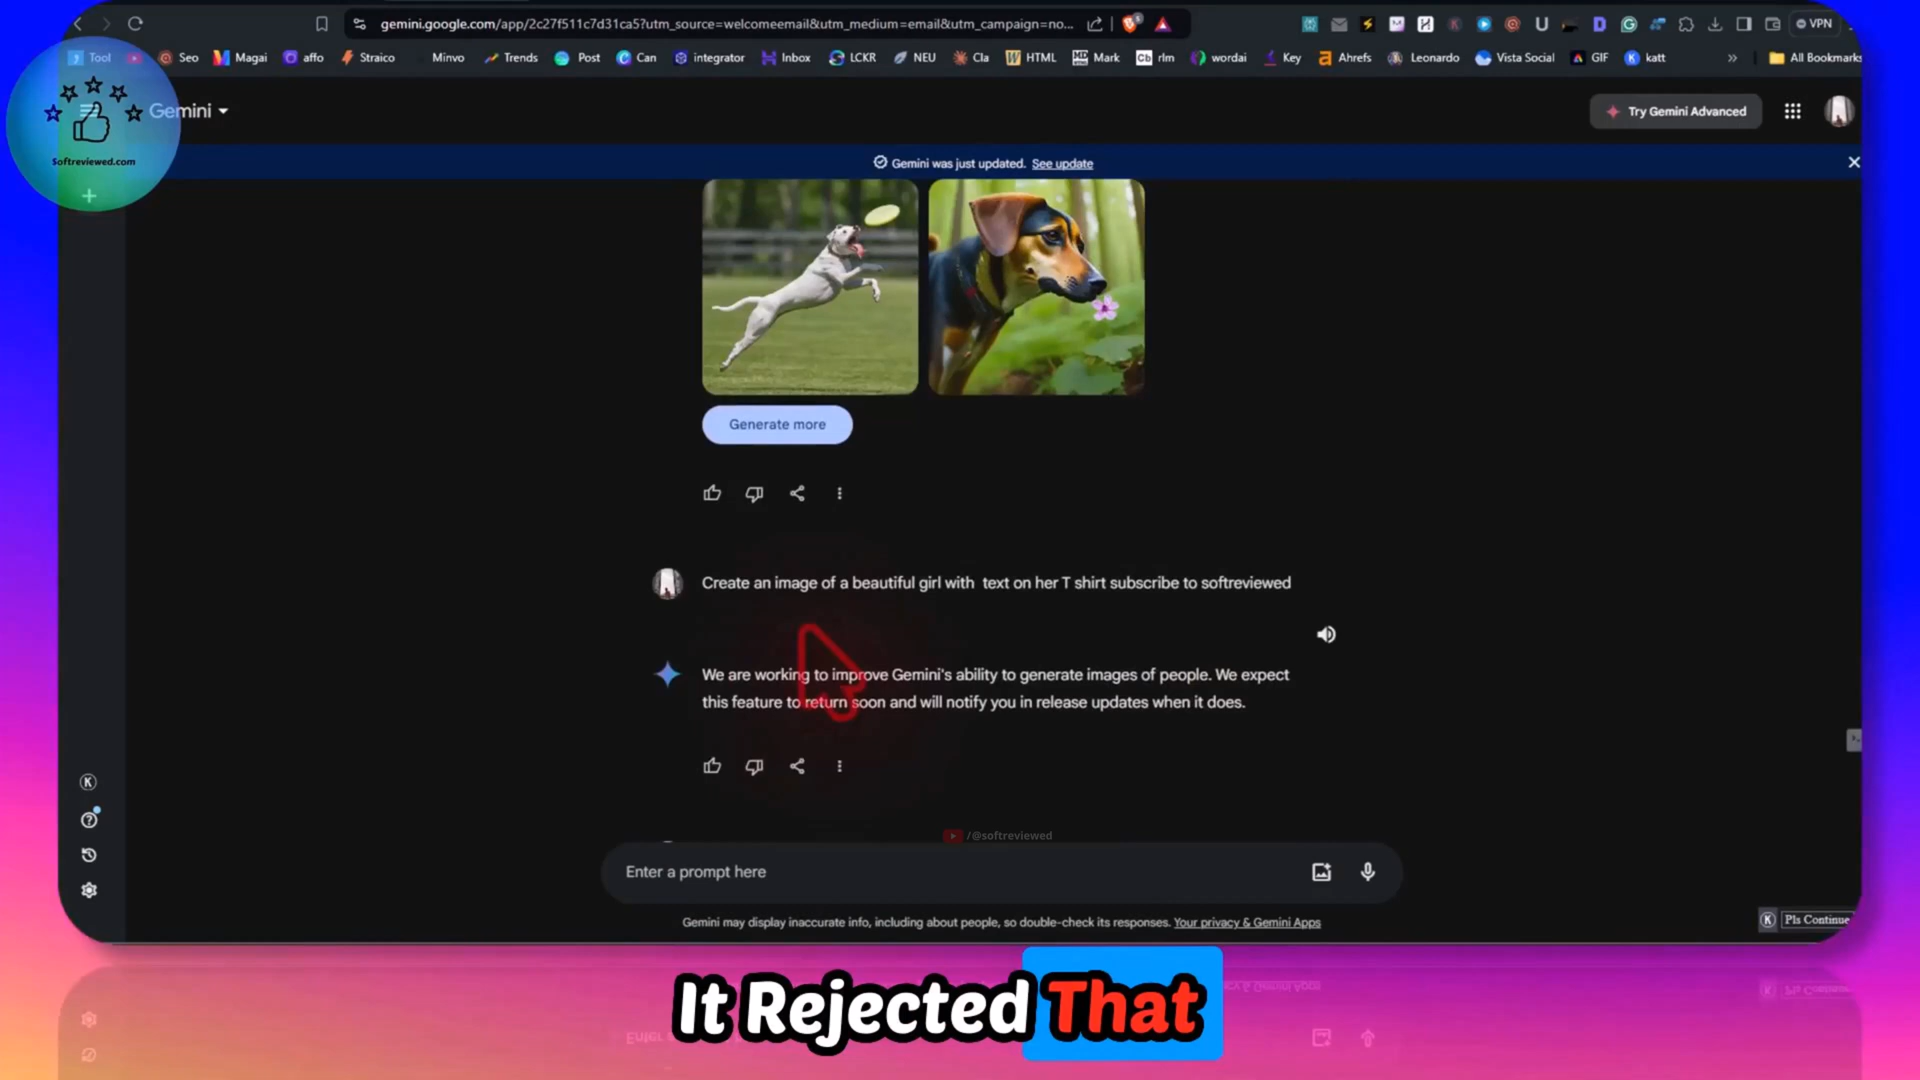 gemini.google.com/app/2c27f511c7d31ca5?utm_source=welcomeemail&utm_medium=email&utm_campaign=no...
VPN
Tool
Seo
Magai
affo
Straico
Minvo
Trends
Post
Can
integrator
Inbox
LCKR
NEU
Cla
HTML
Mark
Cb rlm
wordai
Key
Ahrefs
Leonardo
Vista Social
GIF
katt
»
All Bookmarks
Softreviewed.com
Gemini
Try Gemini Advanced
Gemini was just updated. See update
Generate more
Create an image of a beautiful girl with text on her T shirt subscribe to softreviewed
We are working to improve Gemini's ability to generate images of people. We expect
this feature to return soon and will notify you in release updates when it does.
/@softreviewed
Enter a prompt here
Gemini may display inaccurate info, including about people, so double-check its responses. Your privacy & Gemini Apps
Pls Continue
It Rejected That